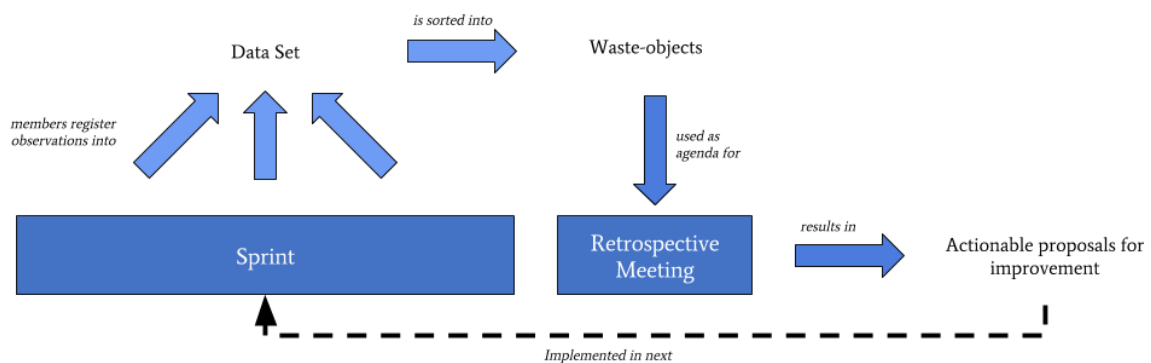 is sorted into
Data Set
Waste-objects
members register
observations into
used as
agenda for
Sprint
Retrospective
Meeting
results in
Actionable proposals for
improvement
Implemented in next